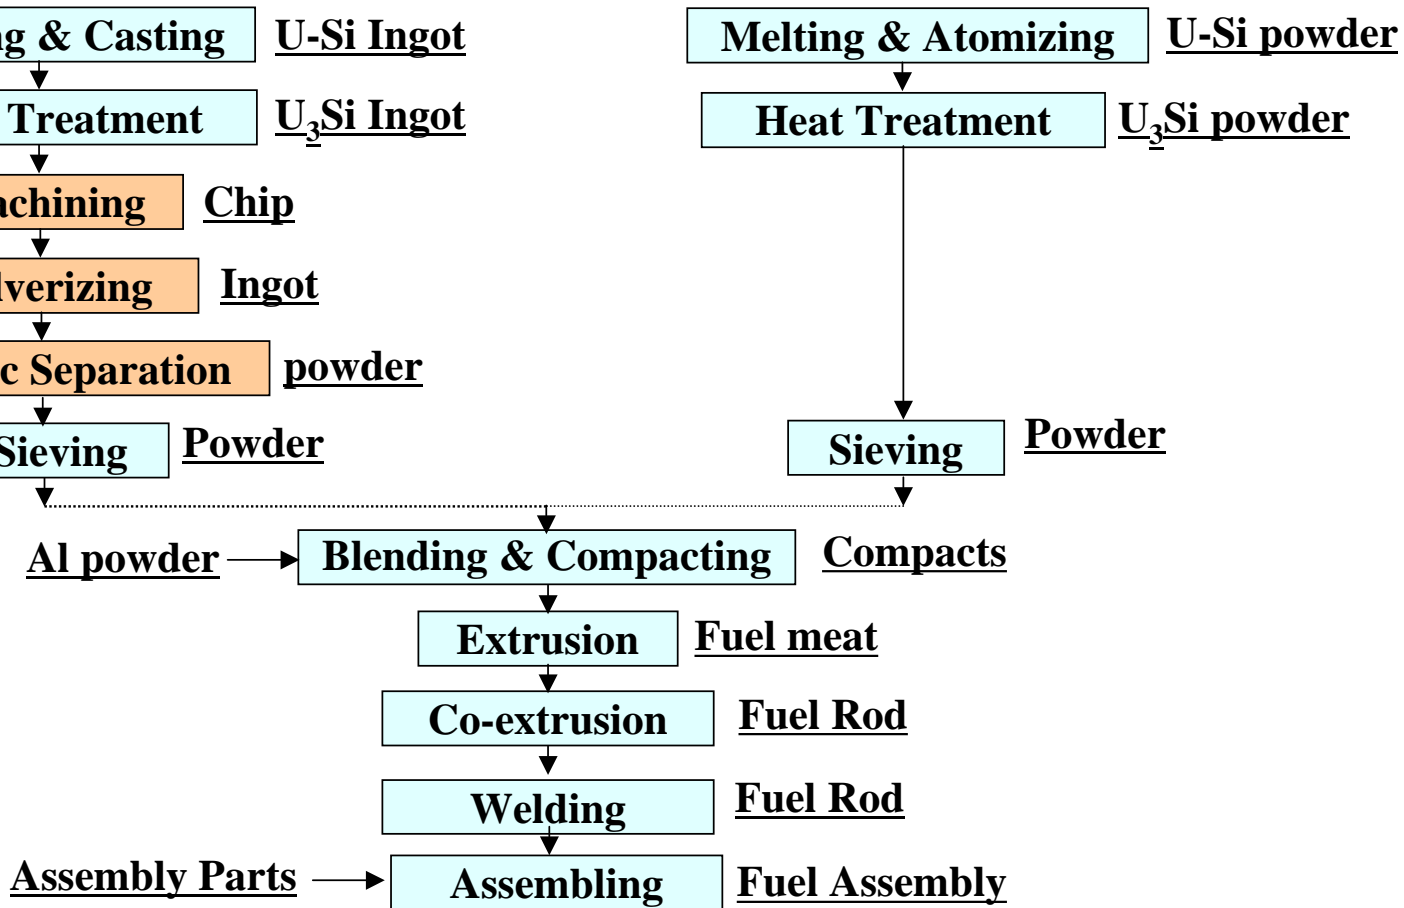 ng & Casting U-Si Ingot
Melting & Atomizing U-Si powder
Treatment U₃Si Ingot
Heat Treatment U₃Si powder
achining Chip
lverizing Ingot
c Separation powder
Sieving Powder
Sieving Powder
Al powder Blending & Compacting Compacts
Extrusion Fuel meat
Co-extrusion Fuel Rod
Welding Fuel Rod
Assembly Parts Assembling Fuel Assembly